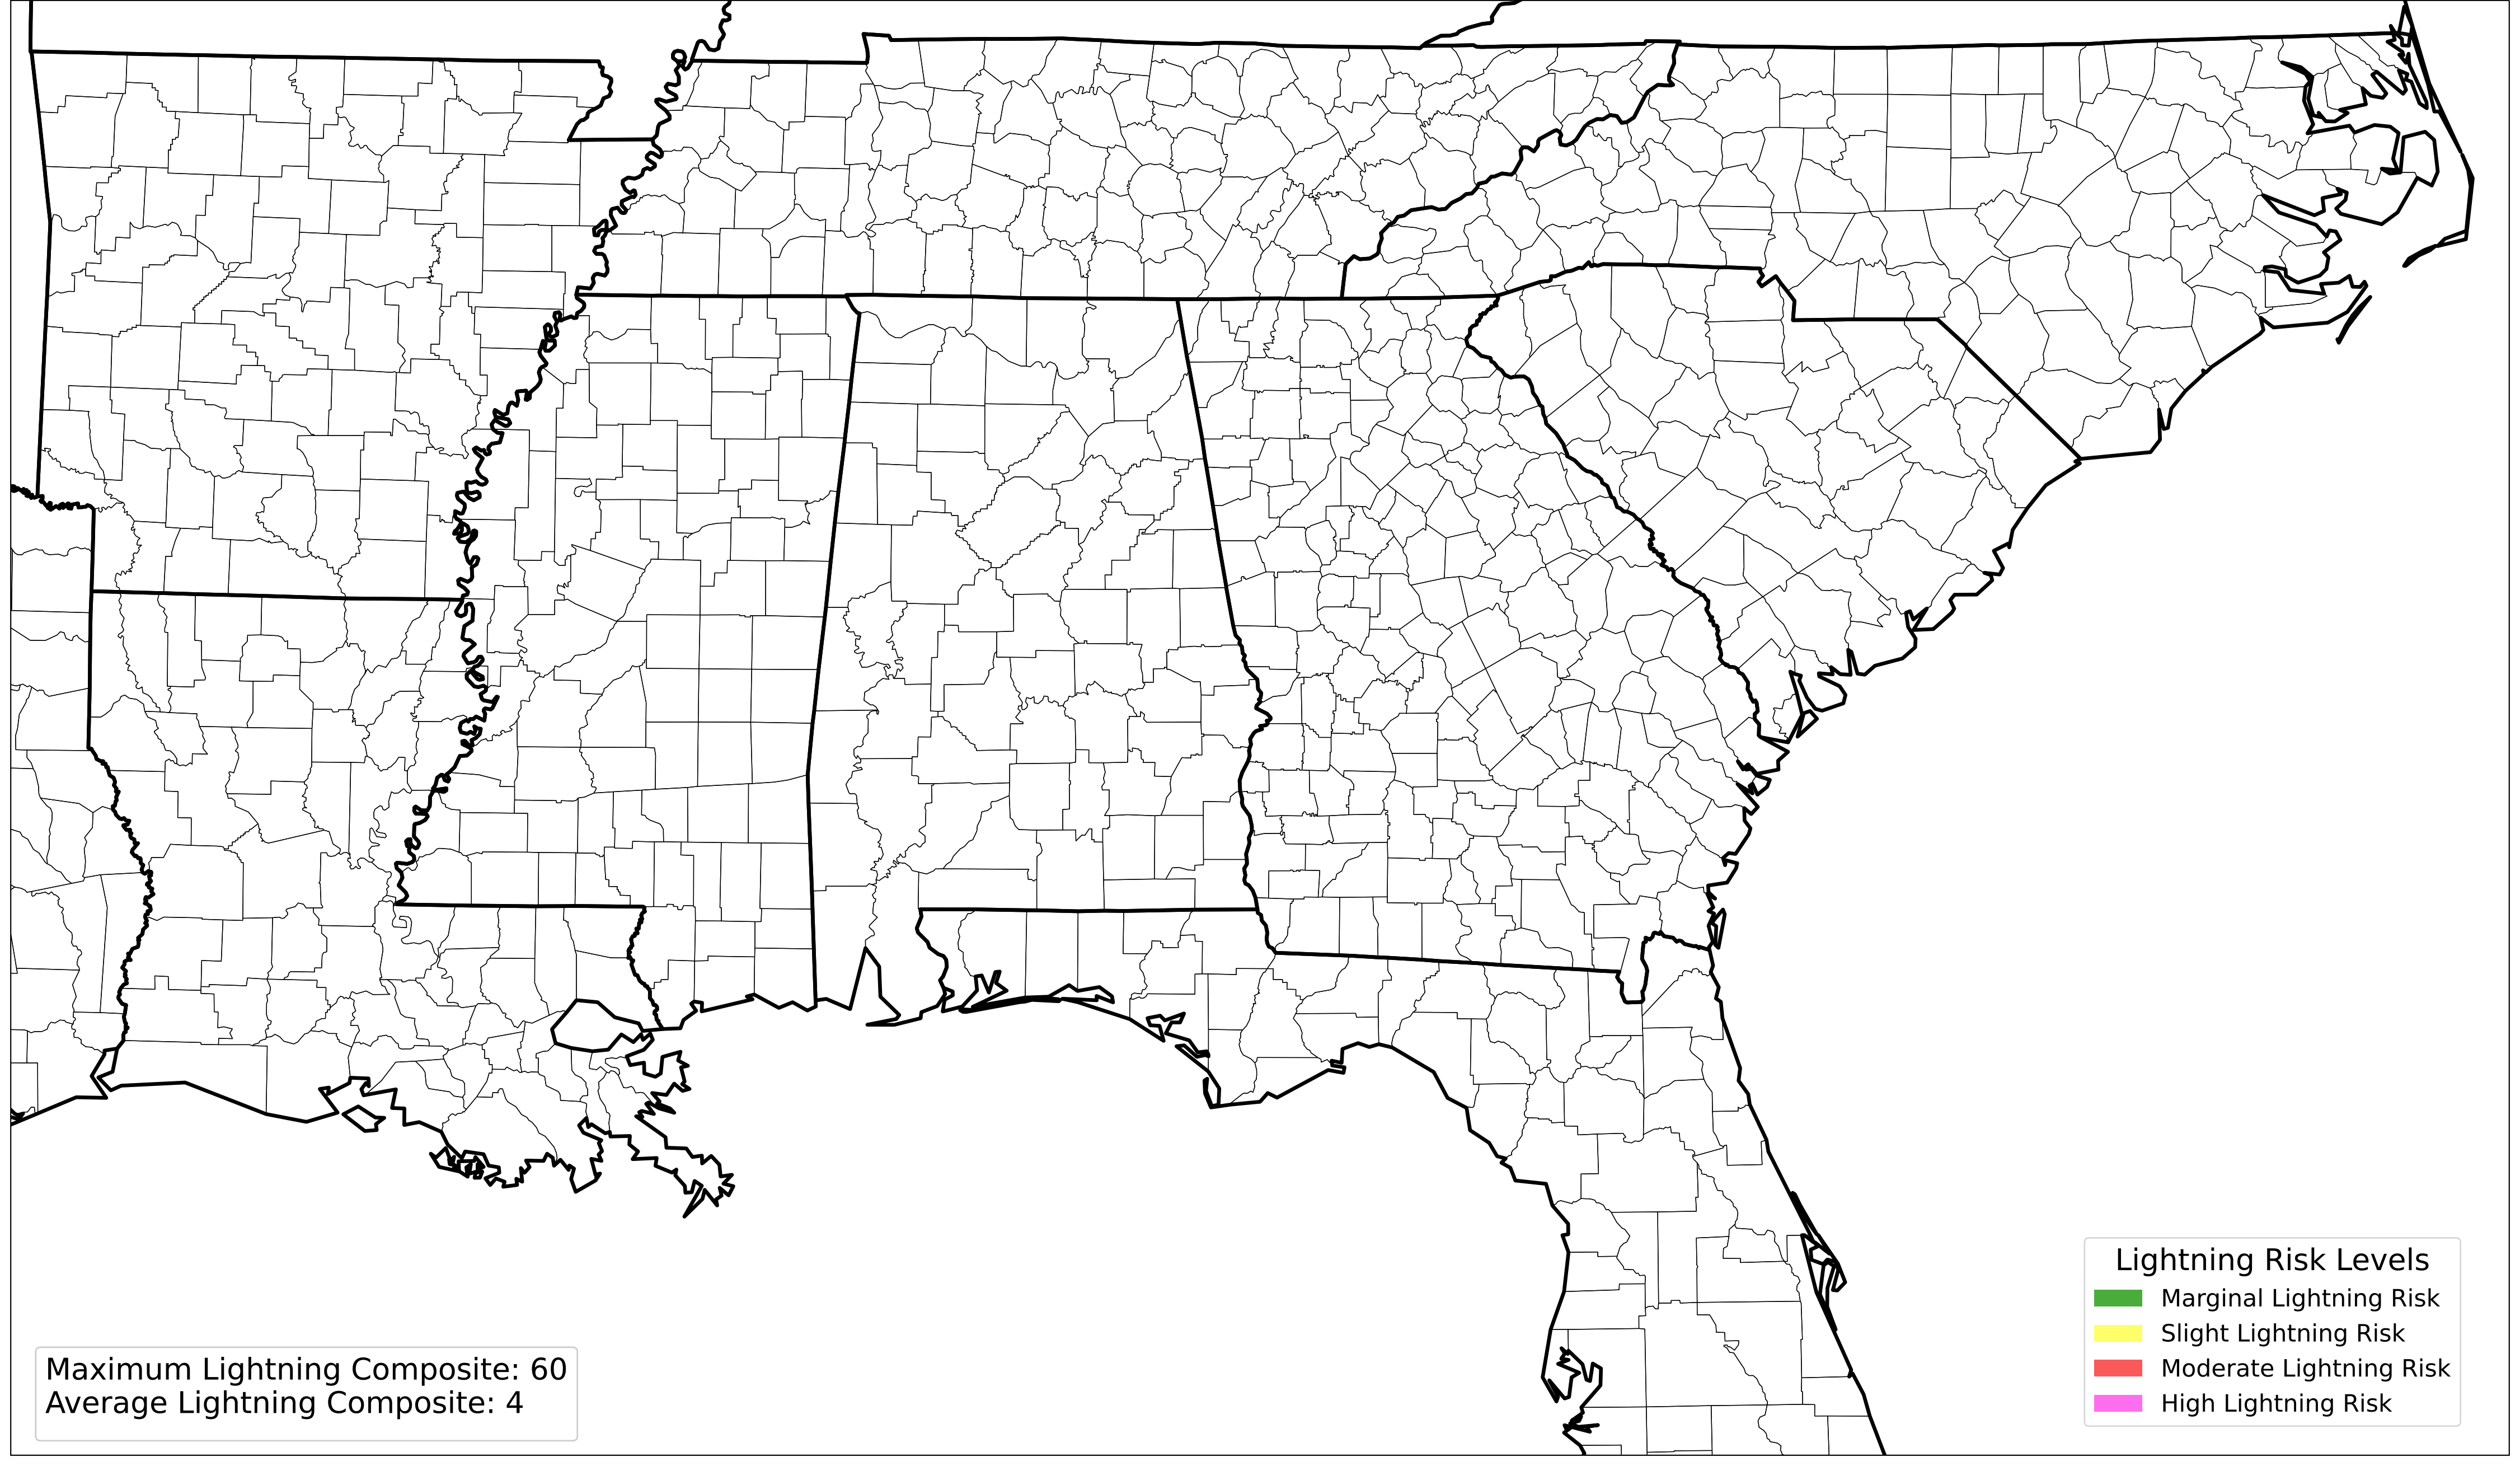 Maximum Lightning Composite: 60
Average Lightning Composite: 4
Lightning Risk Levels
Marginal Lightning Risk
Slight Lightning Risk
Moderate Lightning Risk
High Lightning Risk